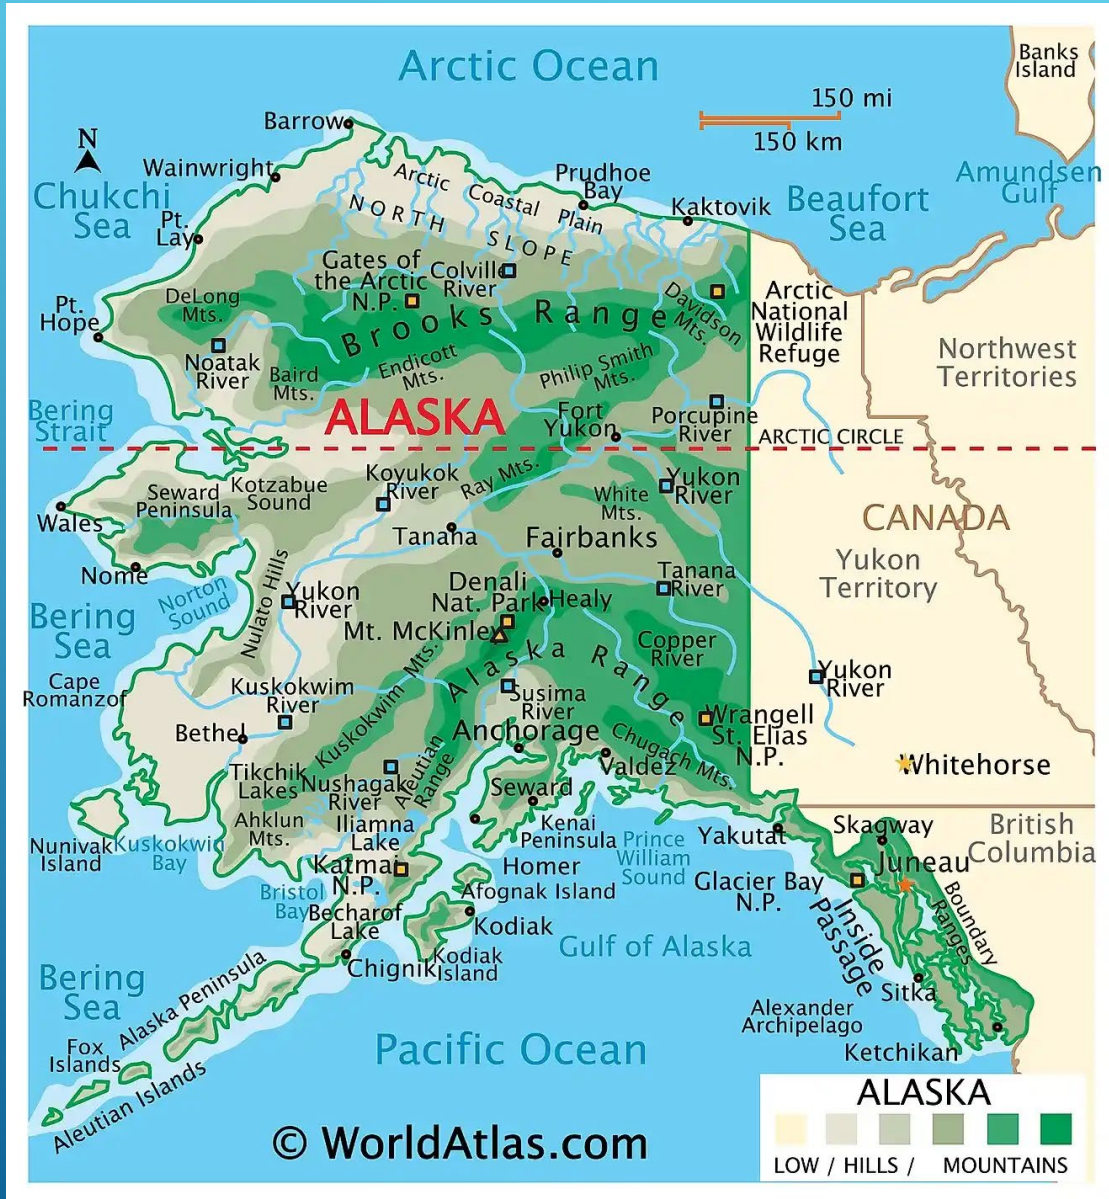 Arctic Ocean
Banks
Island
150 mi
150 km
N
Barrow
Wainwright
Chukchi
Sea
Pt.
Lay
Arctic Coastal Plain
NORTH SLOPE
Prudhoe
Bay
Kaktovik
Beaufort
Sea
Amundsen
Gulf
Gates of
the Arctic
N.P.
Colville
River
DeLong
Mts.
Pt.
Hope
Brooks Range
Davidson
Mts.
Arctic
National
Wildlife
Refuge
Northwest
Territories
Noatak
River
Baird
Mts.
Endicott
Mts.
Philip Smith
Mts.
Bering
Strait
ALASKA
Fort
Yukon
Porcupine
River
ARCTIC CIRCLE
Kotzabue
Sound
Seward
Peninsula
Koyukok
River
Ray Mts.
White
Mts.
Yukon
River
Wales
CANADA
Tanana
Fairbanks
Yukon
Territory
Nome
Norton
Sound
Nulato Hills
Yukon
River
Denali
Nat. Park
Healy
Tanana
River
Bering
Sea
Mt. McKinley
Alaska Range
Copper
River
Cape
Romanzof
Kuskokwim
River
Kuskokwim Mts.
Susima
River
Yukon
River
Bethel
Anchorage
Wrangell
St. Elias
N.P.
Chugach Mts.
Valdez
Whitehorse
Tikchik
Lakes
Nushagak
River
Aleutian
Range
Seward
Ahklun
Mts.
Iliamna
Lake
Kenai
Peninsula
Prince
William
Sound
Yakutat
Skagway
British
Columbia
Nunivak
Island
Kuskokwin
Bay
Katmai
N.P.
Homer
Juneau
Glacier Bay
N.P.
Boundary
Ranges
Bristol
Bay
Afognak Island
Becharof
Lake
Kodiak
Inside
Passage
Gulf of Alaska
Chignik
Kodiak
Island
Sitka
Bering
Sea
Alaska Peninsula
Alexander
Archipelago
Fox
Islands
Pacific Ocean
Ketchikan
Aleutian Islands
© WorldAtlas.com
ALASKA
LOW / HILLS / MOUNTAINS